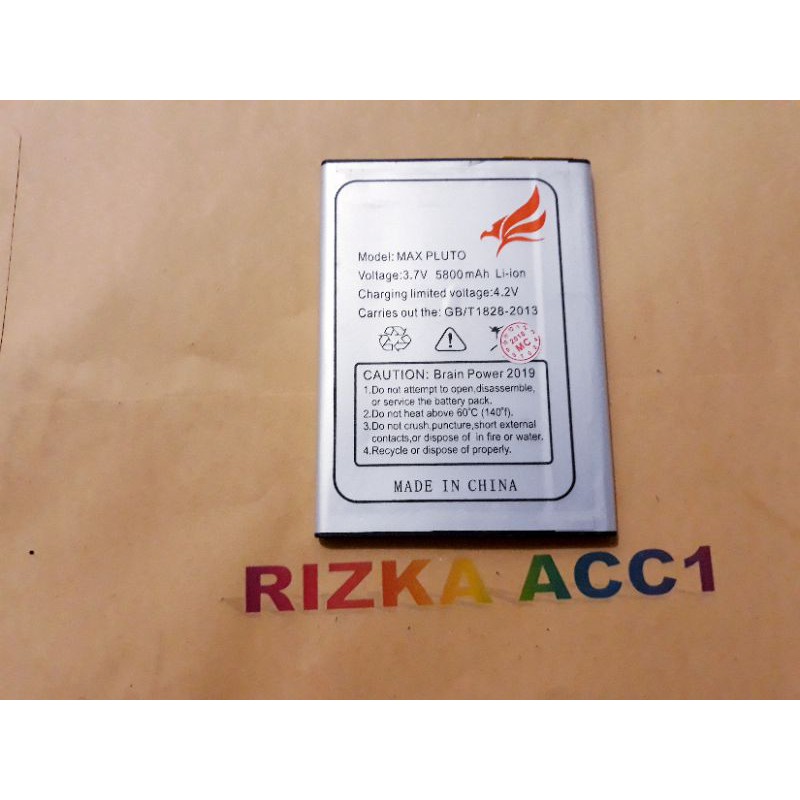 Model: MAX PLUTO
Voltage:3.7V 5800mAh Li-ion
Charging limited voltage:4.2V
Carries out the: GB/T1828-2013
2018
MC
CAUTION: Brain Power 2019
1.Do not attempt to open,disassemble,
or service the battery pack.
2.Do not heat above 60℃ (140°f).
3.Do not crush,puncture,short external
contacts,or dispose of in fire or water.
4.Recycle or dispose of properly.
MADE IN CHINA
RIZKA ACC1